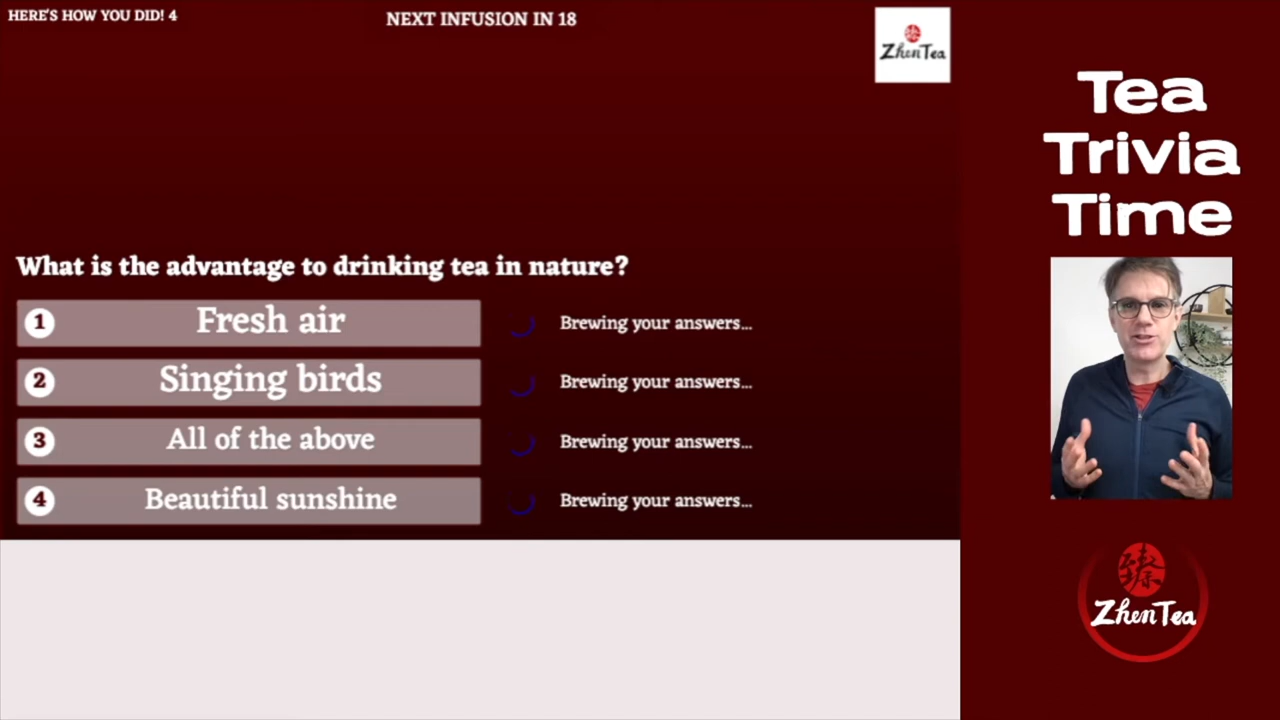 HERE'S HOW YOU DID! 4
NEXT INFUSION IN 18
臻
ZhenTea
What is the advantage to drinking tea in nature?
1 Fresh air Brewing your answers...
2 Singing birds Brewing your answers...
3 All of the above Brewing your answers...
4 Beautiful sunshine Brewing your answers...
Tea
Trivia
Time
臻
ZhenTea